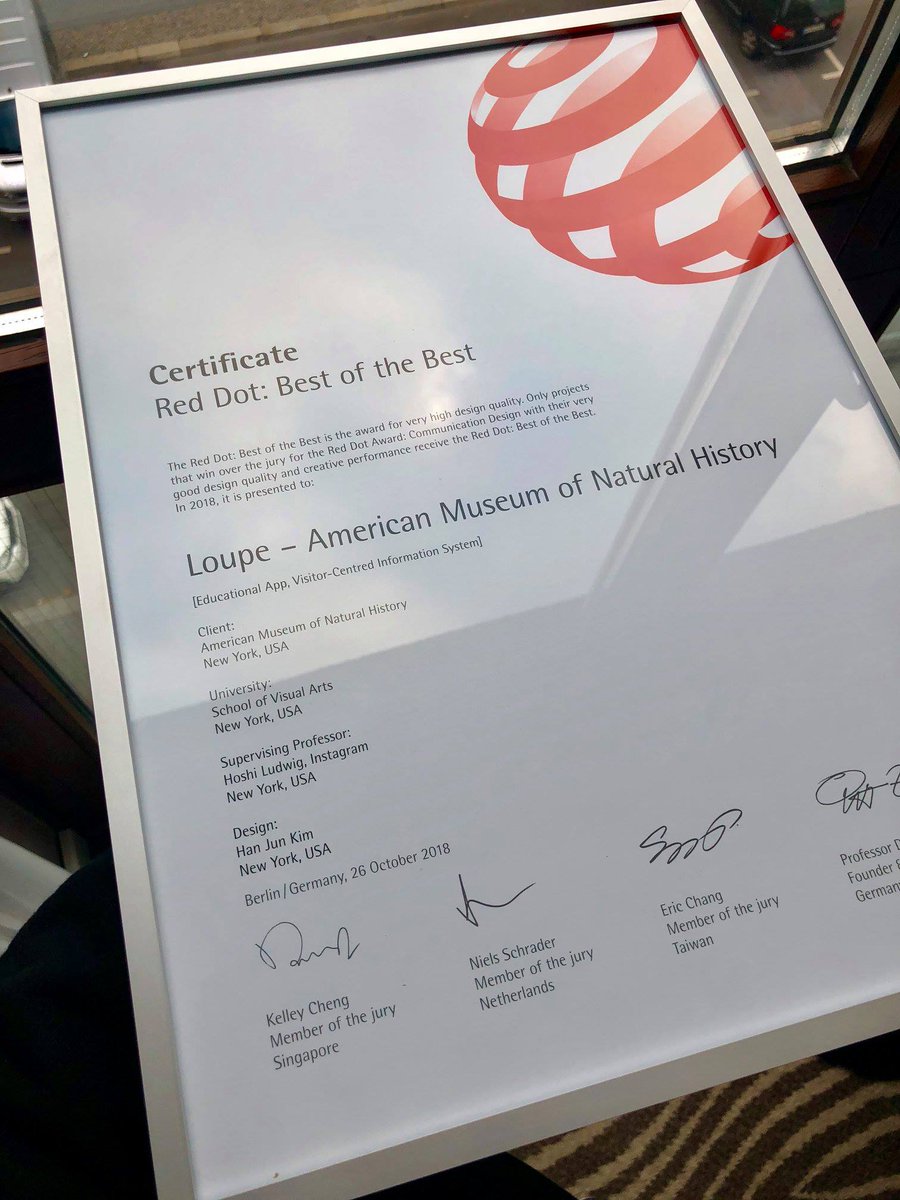 Certificate
Red Dot: Best of the Best
The Red Dot: Best of the Best is the award for very high design quality. Only projects
that win over the jury for the Red Dot Award: Communication Design with their very
good design quality and creative performance receive the Red Dot: Best of the Best.
In 2018, it is presented to:
Loupe – American Museum of Natural History
[Educational App, Visitor-Centred Information System]
Client:
American Museum of Natural History
New York, USA
University:
School of Visual Arts
New York, USA
Supervising Professor:
Hoshi Ludwig, Instagram
New York, USA
Design:
Han Jun Kim
New York, USA
Berlin/Germany, 26 October 2018
Kelley Cheng
Member of the jury
Singapore
Niels Schrader
Member of the jury
Netherlands
Eric Chang
Member of the jury
Taiwan
Professor D
Founder
German